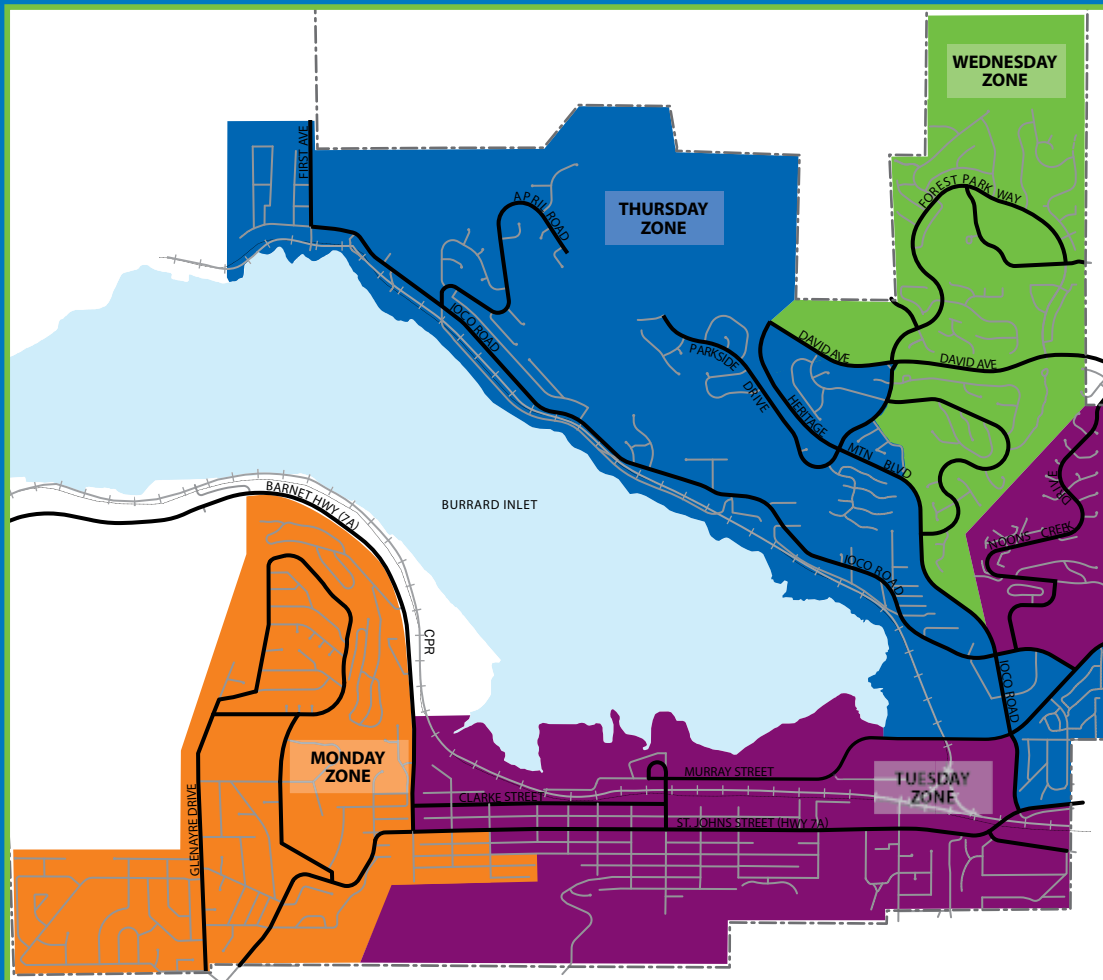 WEDNESDAY
ZONE
FIRST AVE
FOREST PARK WAY
APRIL ROAD
THURSDAY
ZONE
IOCO ROAD
PARKSIDE
DRIVE
DAVID AVE
DAVID AVE
HERITAGE
MTN BLVD
BARNET HWY (7A)
BURRARD INLET
DRIVE
NOONS CREEK
IOCO ROAD
CPR
IOCO ROAD
MONDAY
ZONE
MURRAY STREET
TUESDAY
ZONE
CLARKE STREET
GLENAYRE DRIVE
ST. JOHNS STREET (HWY 7A)